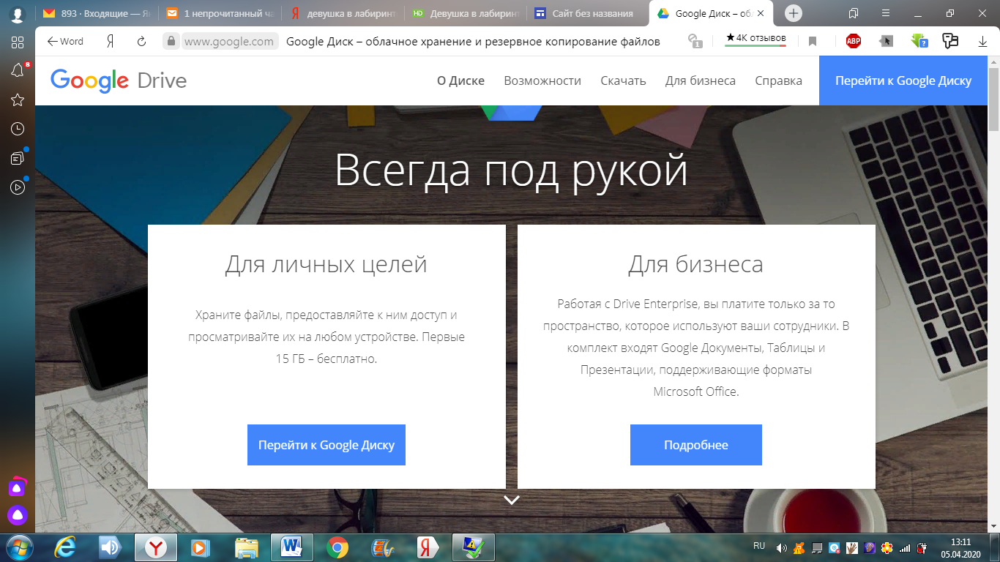 893 · Входящие — Ян
1 непрочитанный ча
девушка в лабиринт
Девушка в лабиринт
Сайт без названия
Google Диск – обл
8
Word
www.google.com
Google Диск – облачное хранение и резервное копирование файлов
1
★4К отзывов
ABP
Google Drive
О Диске
Возможности
Скачать
Для бизнеса
Справка
Перейти к Google Диску
Всегда под рукой
Для личных целей
Храните файлы, предоставляйте к ним доступ и
просматривайте их на любом устройстве. Первые
15 ГБ – бесплатно.
Перейти к Google Диску
Для бизнеса
Работая с Drive Enterprise, вы платите только за то
пространство, которое используют ваши сотрудники. В
комплект входят Google Документы, Таблицы и
Презентации, поддерживающие форматы
Microsoft Office.
Подробнее
RU
13:11
05.04.2020